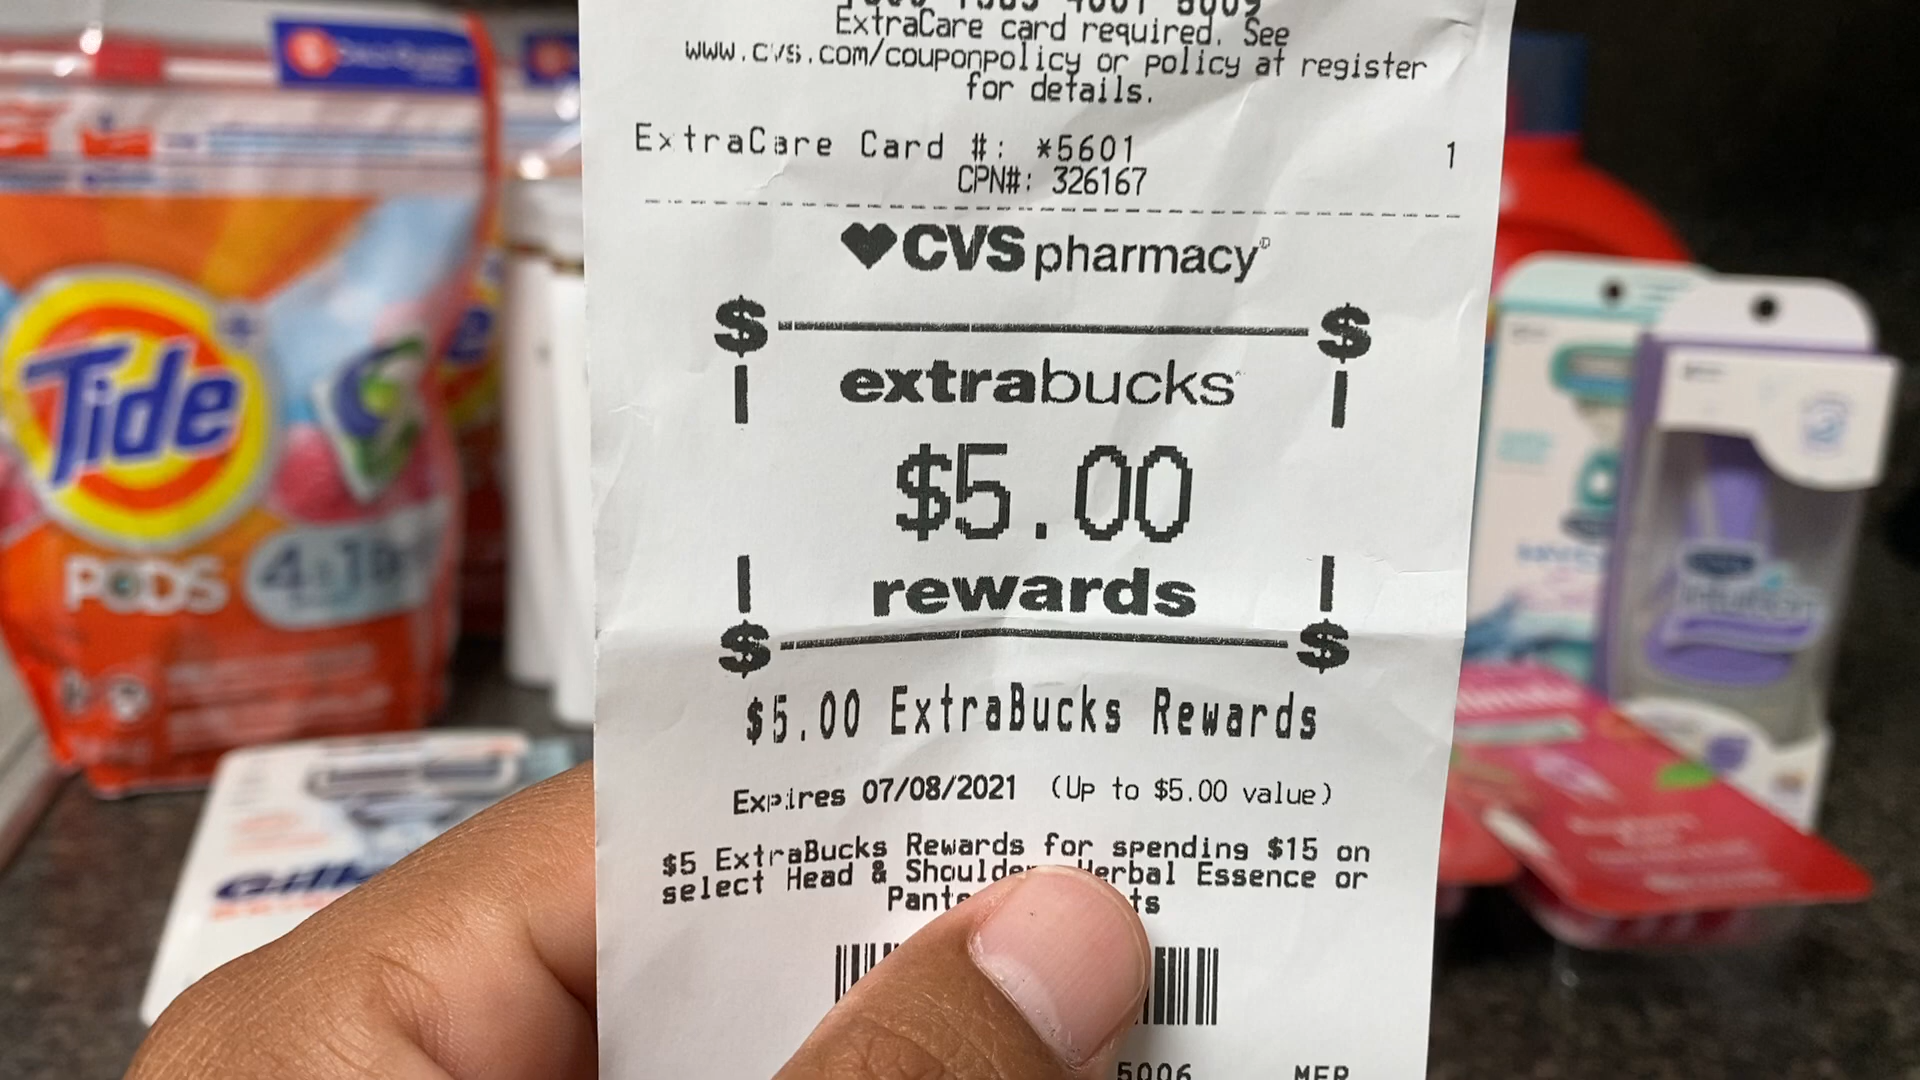 ExtraCare card required. See
www.cvs.com/couponpolicy or policy at register
for details.
ExtraCare Card #: *5601 1
CPN#: 326167
CVS pharmacy
$ $
extrabucks
$5.00
rewards
$ $
$5.00 ExtraBucks Rewards
Expires 07/08/2021 (Up to $5.00 value)
$5 ExtraBucks Rewards for spending $15 on
select Head & Shoulder Herbal Essence or
5006 MFR
Tide
PODS